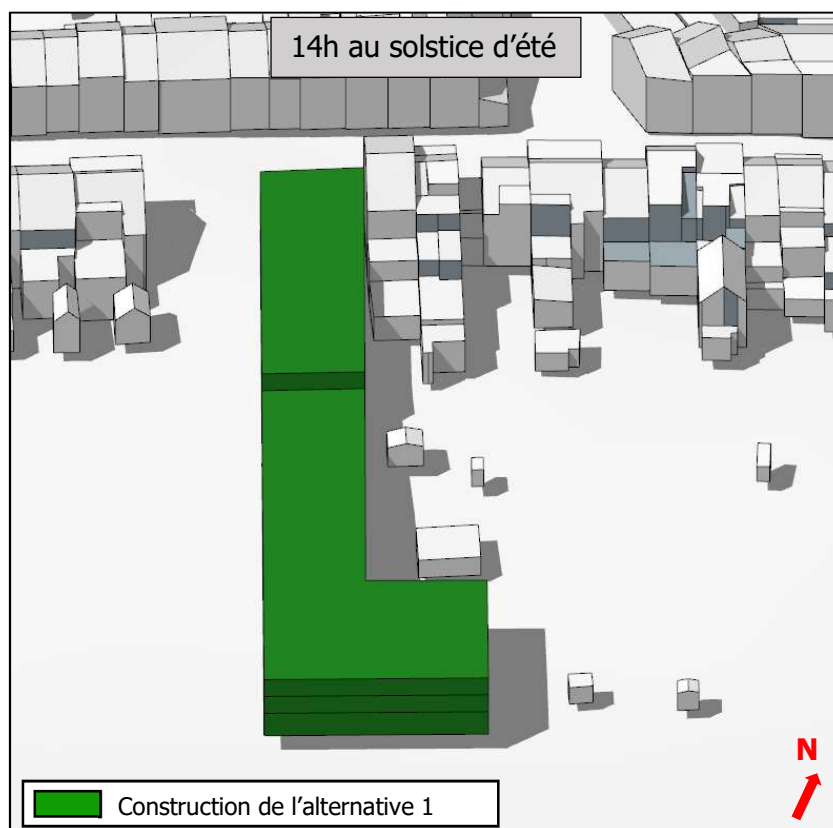 14h au solstice d’été
N
Construction de l’alternative 1